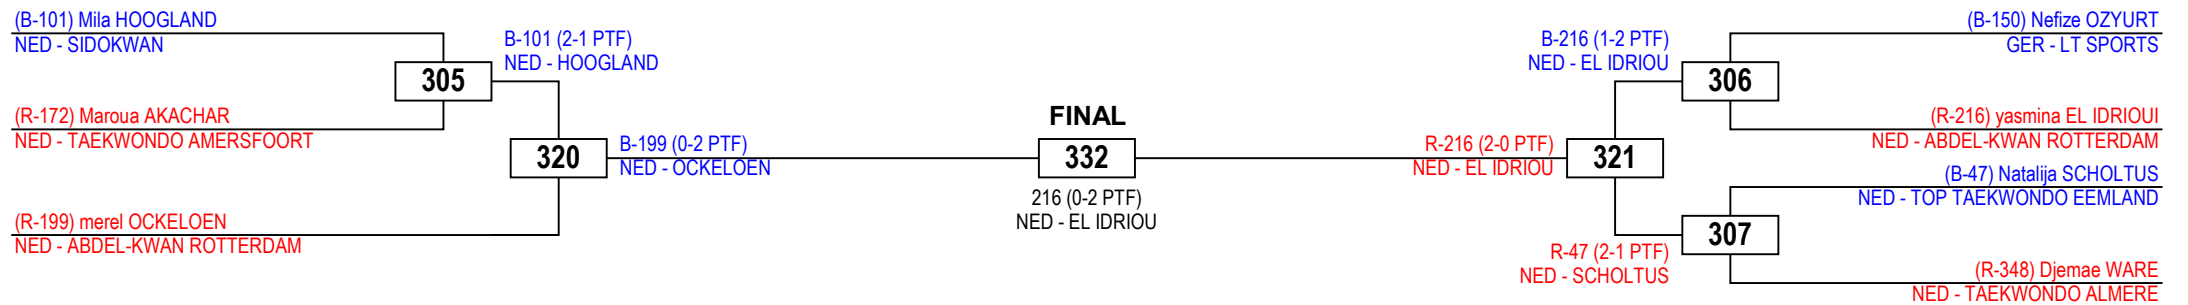 (B-101) Mila HOOGLAND
NED - SIDOKWAN
(R-172) Maroua AKACHAR
NED - TAEKWONDO AMERSFOORT
(R-199) merel OCKELOEN
NED - ABDEL-KWAN ROTTERDAM
305
B-101 (2-1 PTF)
NED - HOOGLAND
320
B-199 (0-2 PTF)
NED - OCKELOEN
FINAL
332
216 (0-2 PTF)
NED - EL IDRIOU
R-216 (2-0 PTF)
NED - EL IDRIOU
321
B-216 (1-2 PTF)
NED - EL IDRIOU
R-47 (2-1 PTF)
NED - SCHOLTUS
306
307
(B-150) Nefize OZYURT
GER - LT SPORTS
(R-216) yasmina EL IDRIOUI
NED - ABDEL-KWAN ROTTERDAM
(B-47) Natalija SCHOLTUS
NED - TOP TAEKWONDO EEMLAND
(R-348) Djemae WARE
NED - TAEKWONDO ALMERE